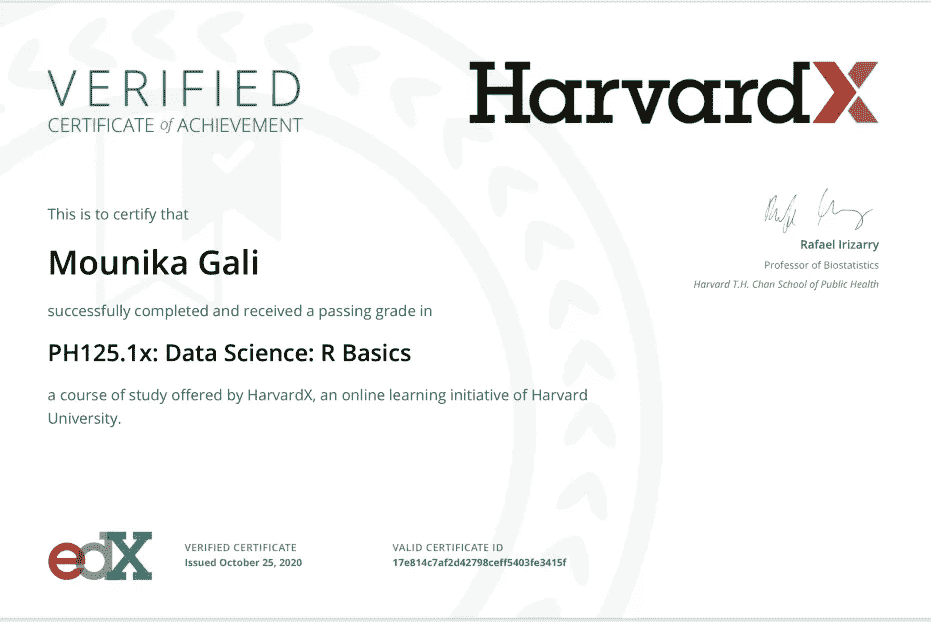 VERIFIED
CERTIFICATE of ACHIEVEMENT
HarvardX
This is to certify that
Mounika Gali
successfully completed and received a passing grade in
PH125.1x: Data Science: R Basics
a course of study offered by HarvardX, an online learning initiative of Harvard
University.
Rafael Irizarry
Professor of Biostatistics
Harvard T.H. Chan School of Public Health
edX
VERIFIED CERTIFICATE
Issued October 25, 2020
VALID CERTIFICATE ID
17e814c7af2d42798ceff5403fe3415f